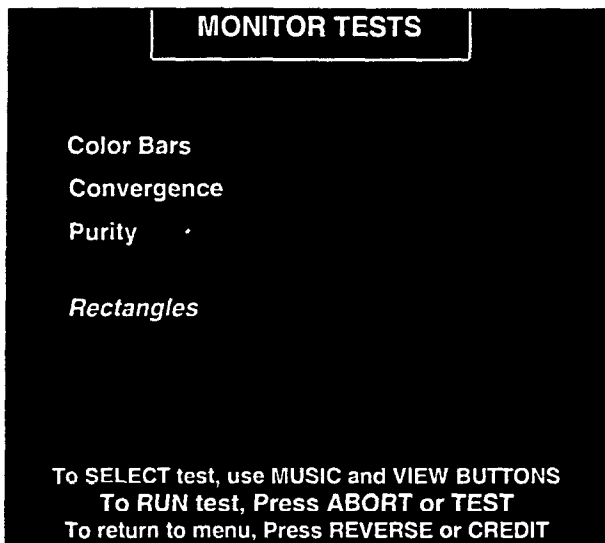 MONITOR TESTS
Color Bars
Convergence
Purity
Rectangles
To SELECT test, use MUSIC and VIEW BUTTONS
To RUN test, Press ABORT or TEST
To return to menu, Press REVERSE or CREDIT